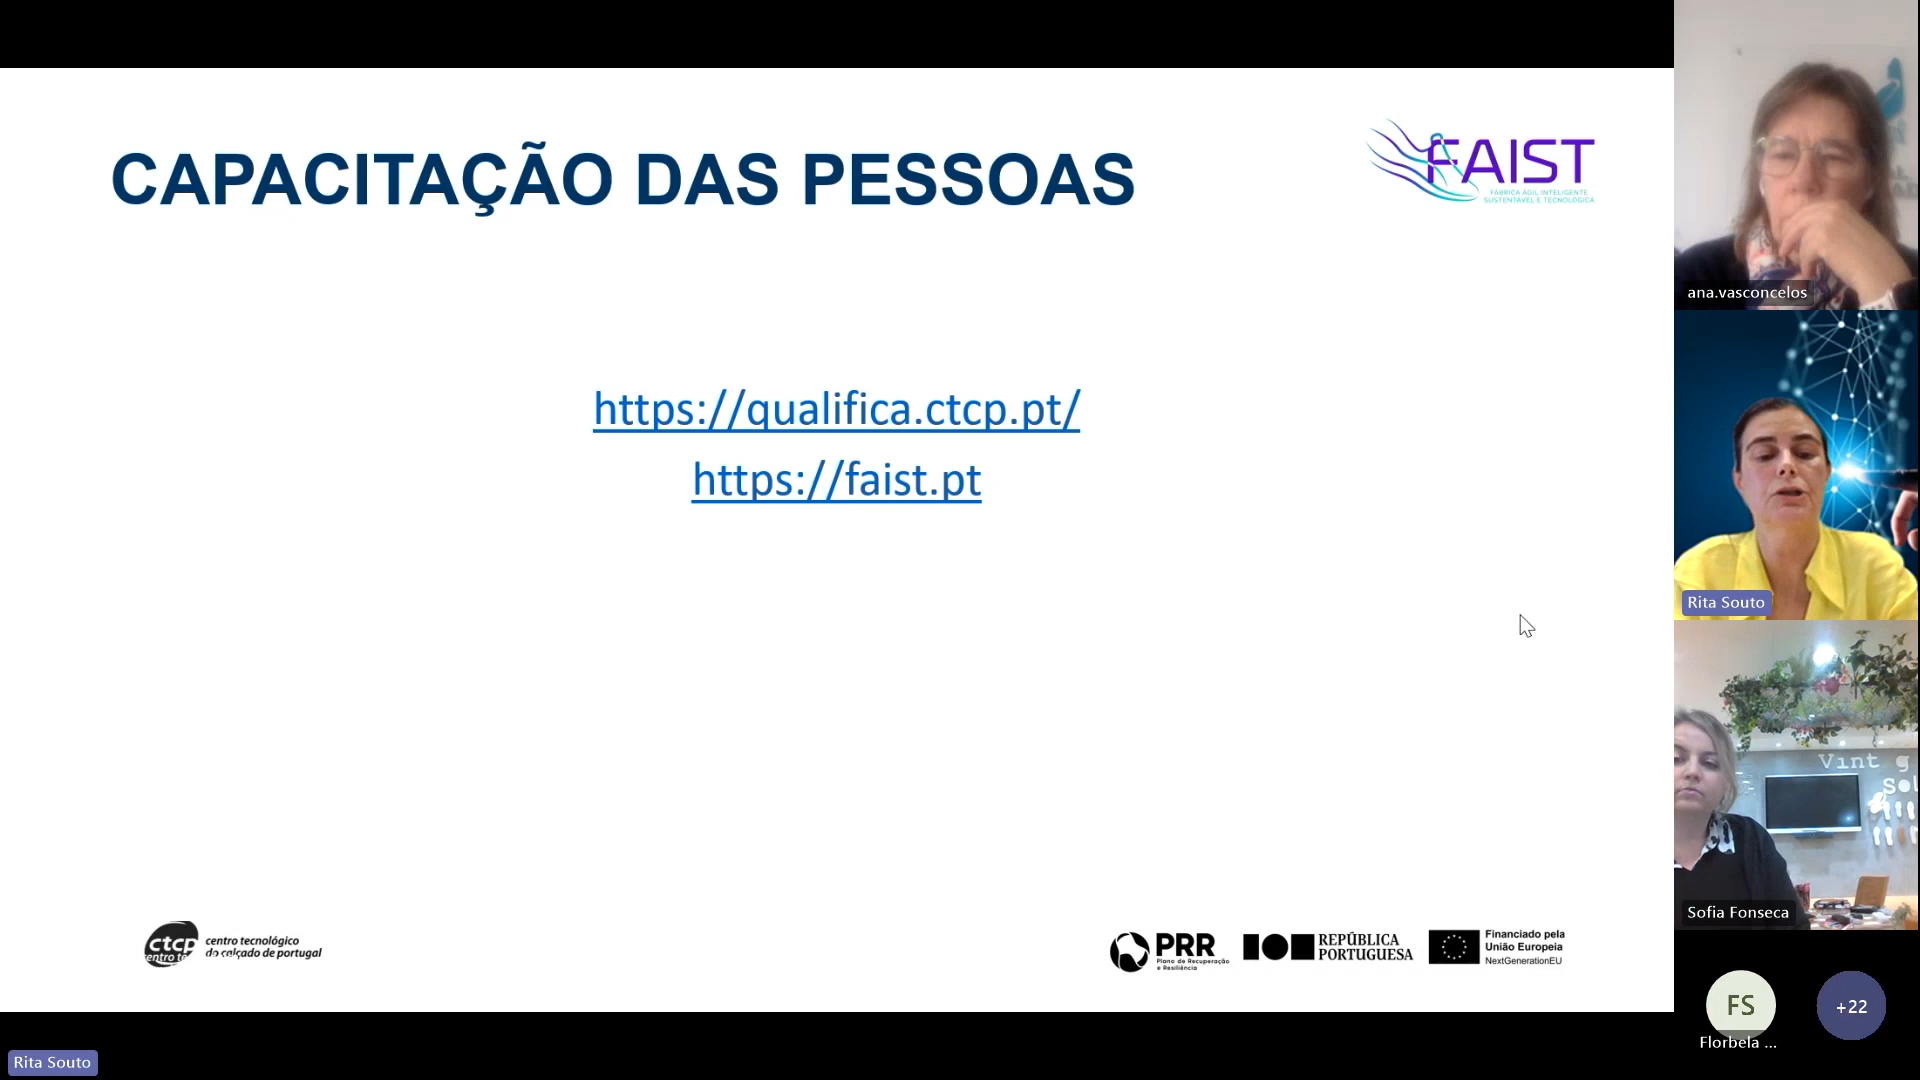 CAPACITAÇÃO DAS PESSOAS
FAIST
FÁBRICA ÁGIL INTELIGENTE
SUSTENTÁVEL E TECNOLÓGICA
https://qualifica.ctcp.pt/
https://faist.pt
ctcp
centro tecnológico
do calçado de portugal
PRR
Plano de Recuperação
e Resiliência
REPÚBLICA
PORTUGUESA
Financiado pela
União Europeia
NextGenerationEU
ana.vasconcelos
Rita Souto
Vint g
Sol
Sofia Fonseca
FS
Florbela ...
+22
Rita Souto